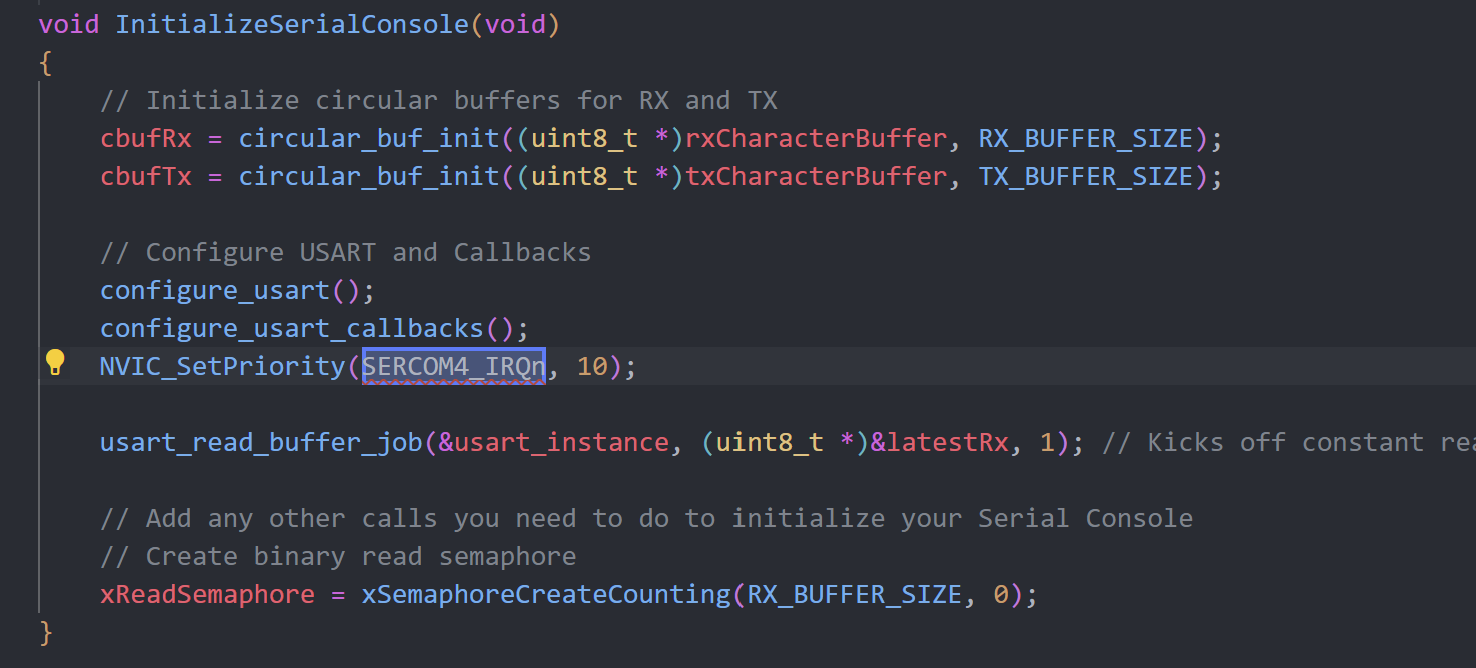 void InitializeSerialConsole(void)
{
    // Initialize circular buffers for RX and TX
    cbufRx = circular_buf_init((uint8_t *)rxCharacterBuffer, RX_BUFFER_SIZE);
    cbufTx = circular_buf_init((uint8_t *)txCharacterBuffer, TX_BUFFER_SIZE);

    // Configure USART and Callbacks
    configure_usart();
    configure_usart_callbacks();
    NVIC_SetPriority(SERCOM4_IRQn, 10);

    usart_read_buffer_job(&usart_instance, (uint8_t *)&latestRx, 1); // Kicks off constant

    // Add any other calls you need to do to initialize your Serial Console
    // Create binary read semaphore
    xReadSemaphore = xSemaphoreCreateCounting(RX_BUFFER_SIZE, 0);
}